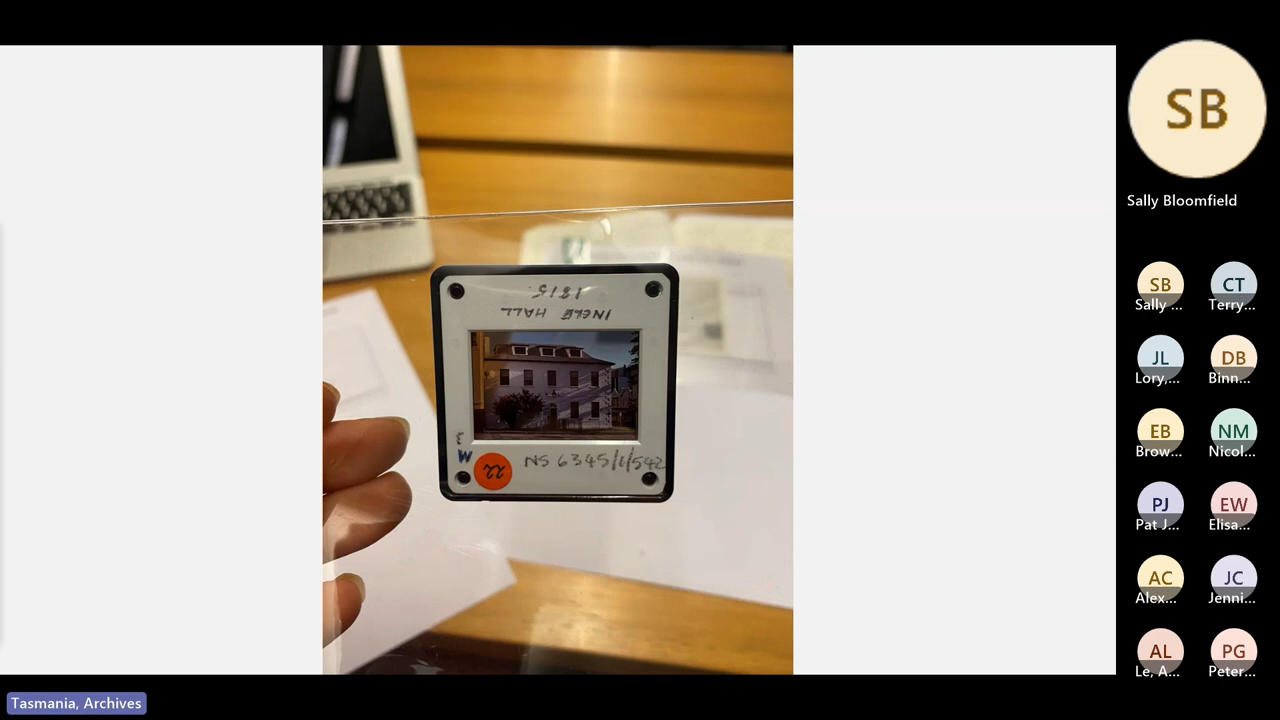 1815.
INGLE HALL
W
22
NS 6345/1/542
SB
Sally Bloomfield
SB
Sally ...
CT
Terry...
JL
Lory,...
DB
Binn...
EB
Brow...
NM
Nicol...
PJ
Pat J...
EW
Elisa...
AC
Alex...
JC
Jenni...
AL
Le, A...
PG
Peter...
Tasmania, Archives